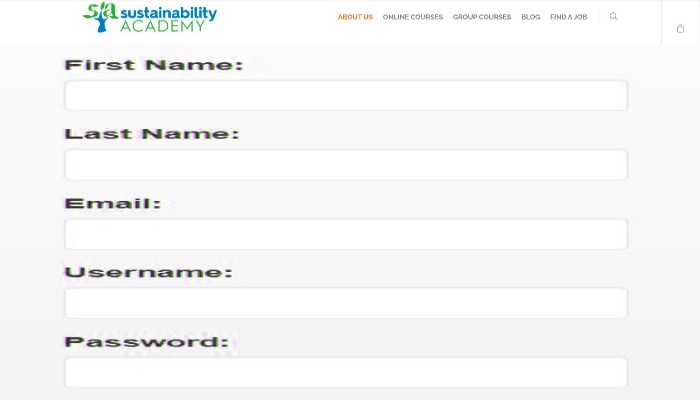 sa sustainability
ACADEMY
ABOUT US ONLINE COURSES GROUP COURSES BLOG FIND A JOB
First Name:
Last Name:
Email:
Username:
Password: